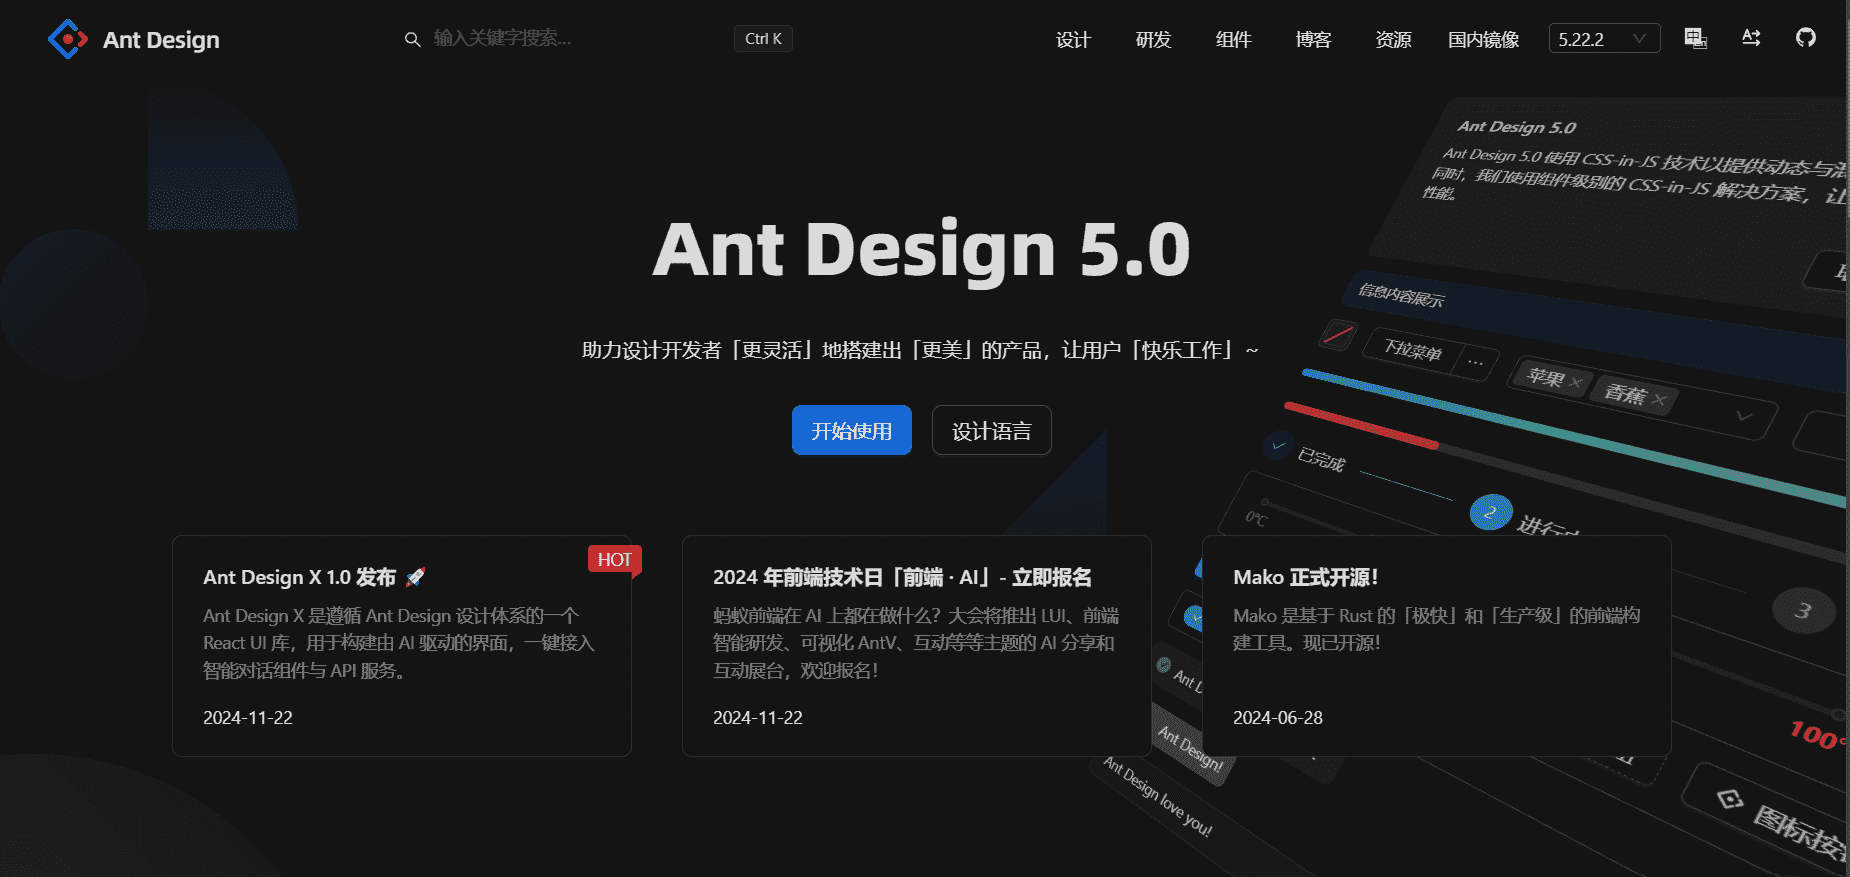 Ant Design
输入关键字搜索...
Ctrl K
设计
研发
组件
博客
资源
国内镜像
5.22.2
Ant Design 5.0
Ant Design 5.0 使用 CSS-in-JS 技术以提供动态与混
同时，我们使用组件级别的 CSS-in-JS 解决方案，让
性能。
Ant Design 5.0
助力设计开发者「更灵活」地搭建出「更美」的产品，让用户「快乐工作」~
开始使用
设计语言
信息内容展示
下拉菜单
...
苹果
香蕉
已完成
2
进行中
0°C
3
100°
HOT
Ant Design X 1.0 发布 🚀
Ant Design X 是遵循 Ant Design 设计体系的一个
React UI 库，用于构建由 AI 驱动的界面，一键接入
智能对话组件与 API 服务。
2024-11-22
2024 年前端技术日「前端 · AI」- 立即报名
蚂蚁前端在 AI 上都在做什么？大会将推出 LUI、前端
智能研发、可视化 AntV、互动等等主题的 AI 分享和
互动展台，欢迎报名！
2024-11-22
Mako 正式开源！
Mako 是基于 Rust 的「极快」和「生产级」的前端构
建工具。现已开源！
2024-06-28
Ant D
Ant Design!
Ant Design love you!
图标按